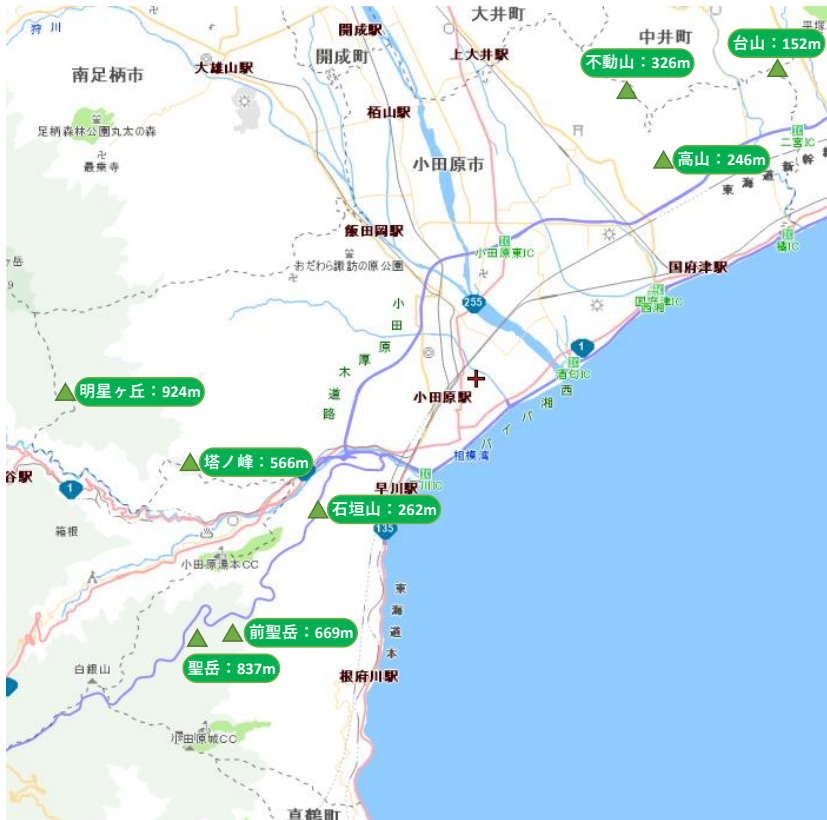 大井町
狩川
開成駅
中井町
台山：152m
開成町
上大井駅
大雄山駅
不動山：326m
南足柄市
栢山駅
足柄森林公園丸太の森
二宮IC
小田原市
高山：246m
最乗寺
東海道新幹線
飯田岡駅
橘IC
小田原東IC
おだわら諏訪の原公園
国府津駅
国府津IC
西湘
255
小田原厚木道路
1
酒匂IC
明星ヶ丘：924m
小田原駅
西湘バイパス
塔ノ峰：566m
相模湾
谷駅
1
早川駅
石垣山：262m
135
箱根
小田原湯本CC
東海道本
前聖岳：669m
聖岳：837m
白銀山
根府川駅
小田原城CC
真鶴町